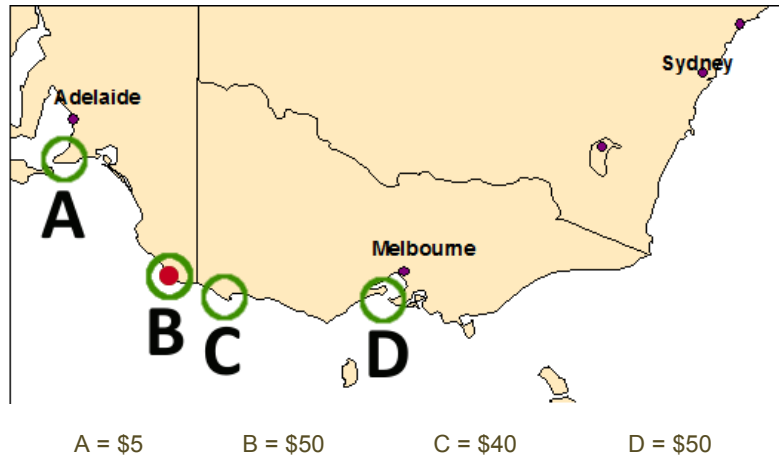 Sydney
Adelaide
A
Melbourne
B
C
D
A = $5 B = $50 C = $40 D = $50